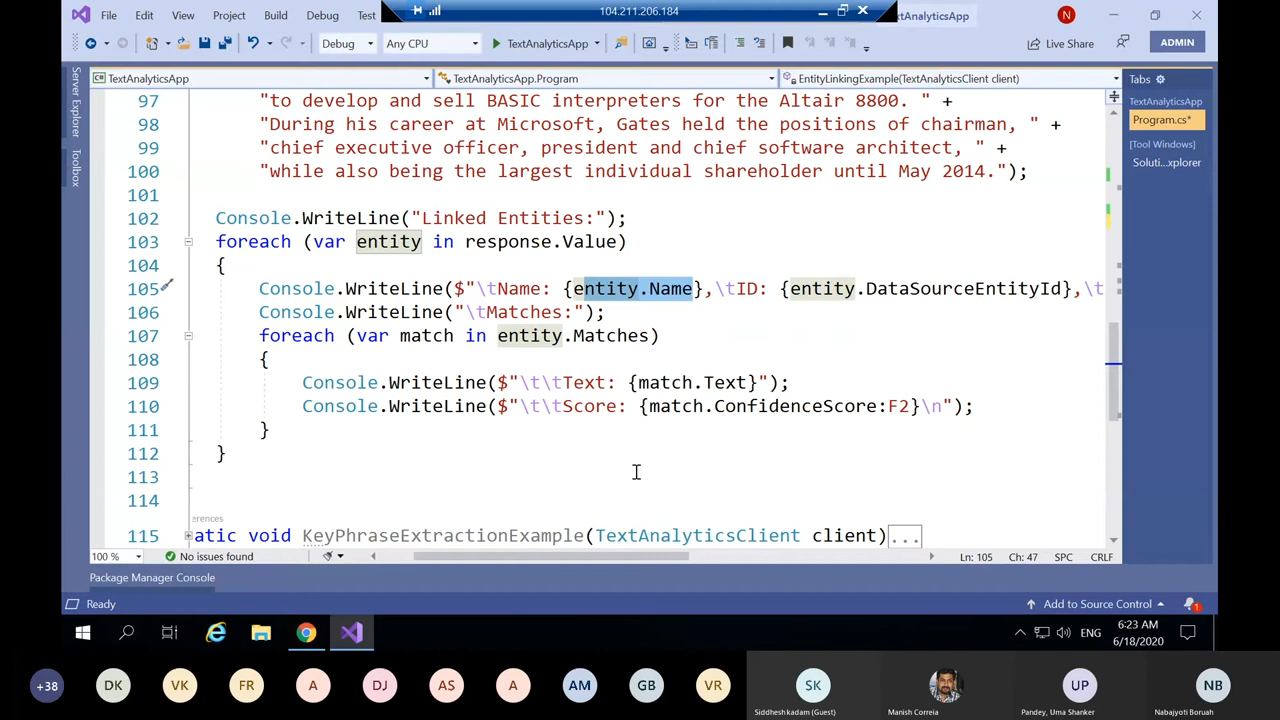 File Edit View Project Build Debug Test
104.211.206.184
TextAnalyticsApp
N
Debug Any CPU TextAnalyticsApp Live Share ADMIN
Server Explorer
Toolbox
TextAnalyticsApp TextAnalyticsApp.Program EntityLinkingExample(TextAnalyticsClient client)
Tabs
TextAnalyticsApp
Program.cs*
[Tool Windows]
Soluti...xplorer
97 "to develop and sell BASIC interpreters for the Altair 8800. " +
98 "During his career at Microsoft, Gates held the positions of chairman, " +
99 "chief executive officer, president and chief software architect, " +
100 "while also being the largest individual shareholder until May 2014.");
101
102 Console.WriteLine("Linked Entities:");
103 foreach (var entity in response.Value)
104 {
105 Console.WriteLine($"\tName: {entity.Name},\tID: {entity.DataSourceEntityId},\t
106 Console.WriteLine("\tMatches:");
107 foreach (var match in entity.Matches)
108 {
109 Console.WriteLine($"\t\tText: {match.Text}");
110 Console.WriteLine($"\t\tScore: {match.ConfidenceScore:F2}\n");
111 }
112 }
113
114
erences
115 atic void KeyPhraseExtractionExample(TextAnalyticsClient client)...
100 % No issues found Ln: 105 Ch: 47 SPC CRLF
Package Manager Console
Ready Add to Source Control 1
ENG 6:23 AM
6/18/2020
+38 DK VK FR A DJ AS A AM GB VR SK UP NB
Siddhesh kadam (Guest) Manish Correia Pandey, Uma Shanker Nabajyoti Boruah